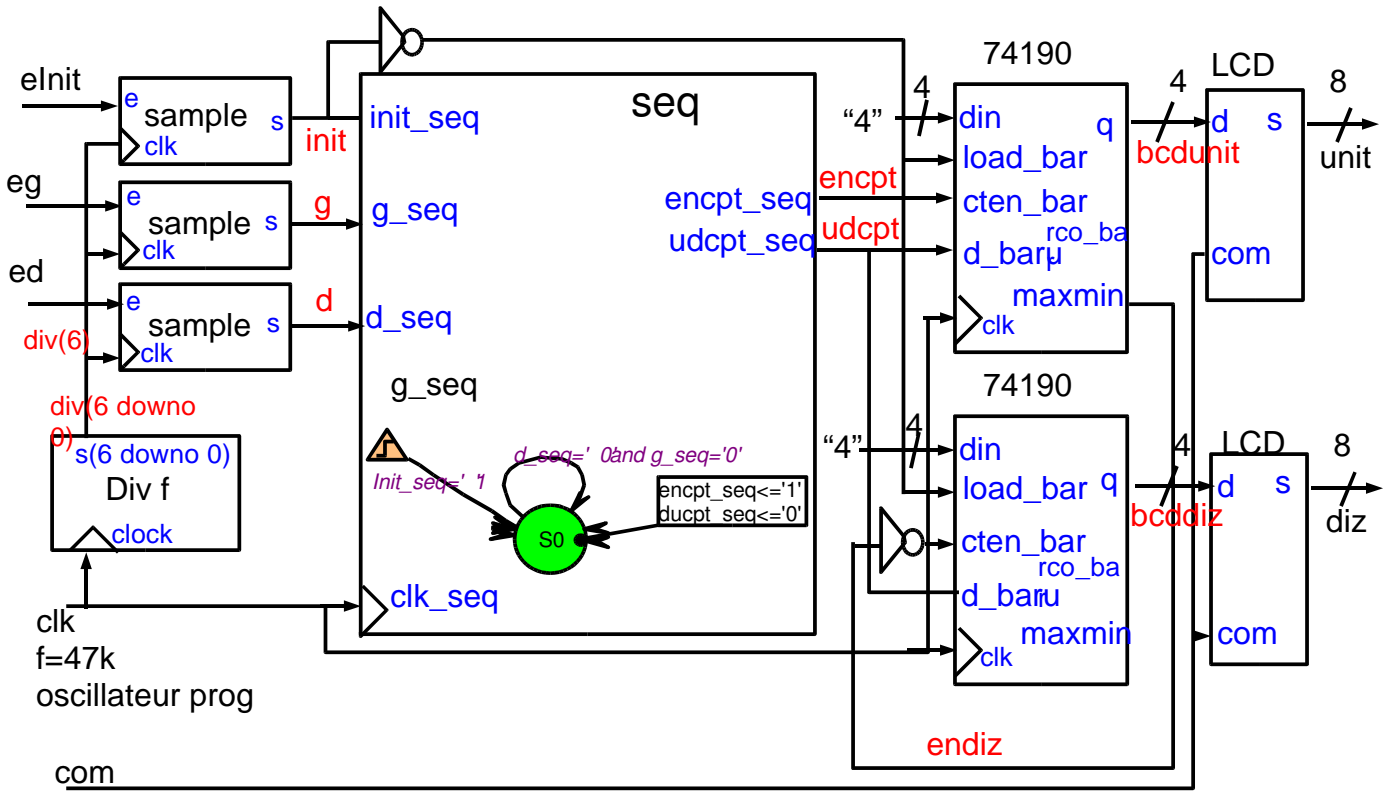 eInit
e
sample
s
clk
init
eg
e
sample
s
clk
g
ed
e
sample
s
clk
d
div(6)
div(6 downo
0)
s(6 downo 0)
Div f
clock
clk
f=47k
oscillateur prog
com
seq
init_seq
g_seq
d_seq
encpt_seq
udcpt_seq
g_seq
Init_seq=' '1
d_seq=' 0'and g_seq='0'
encpt_seq<='1'
ducpt_seq<='0'
S0
clk_seq
encpt
udcpt
74190
“4”
4
din
q
load_bar
cten_bar
rco_ba
r
d_baru
maxmin
clk
4
bcdunit
LCD
d
s
com
8
unit
74190
“4”
4
din
q
load_bar
cten_bar
rco_ba
r
d_baru
maxmin
clk
4
bcddiz
LCD
d
s
com
8
diz
endiz